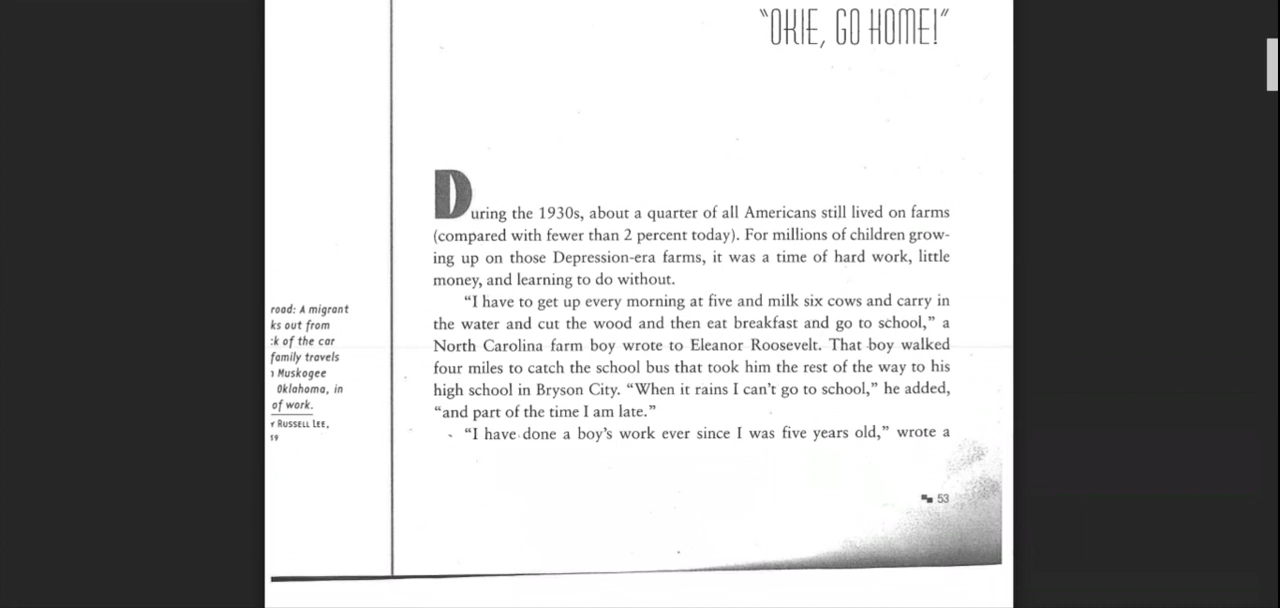 "OKIE, GO HOME!"
During the 1930s, about a quarter of all Americans still lived on farms
(compared with fewer than 2 percent today). For millions of children grow-
ing up on those Depression-era farms, it was a time of hard work, little
money, and learning to do without.
"I have to get up every morning at five and milk six cows and carry in
the water and cut the wood and then eat breakfast and go to school," a
North Carolina farm boy wrote to Eleanor Roosevelt. That boy walked
four miles to catch the school bus that took him the rest of the way to his
high school in Bryson City. "When it rains I can't go to school," he added,
"and part of the time I am late."
"I have done a boy's work ever since I was five years old," wrote a
53
road: A migrant
ks out from
k of the car
family travels
Muskogee
Oklahoma, in
of work.
RUSSELL LEE,